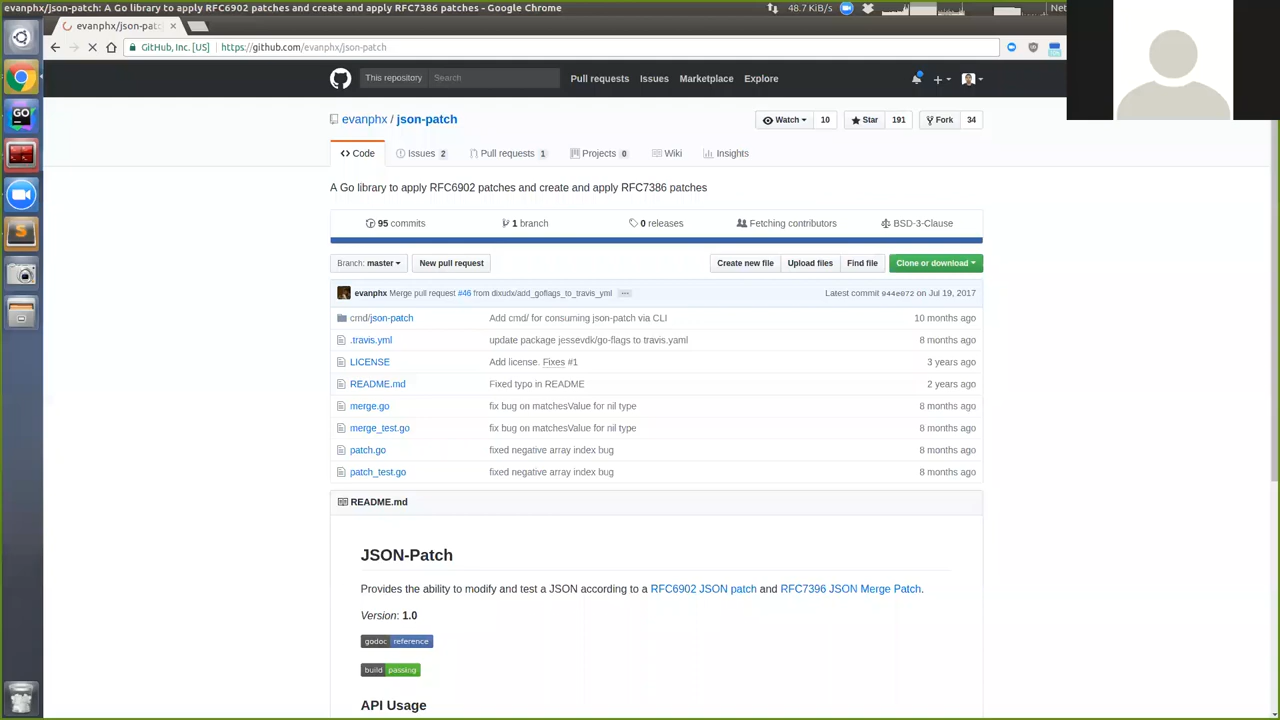 evanphx/json-patch: A Go library to apply RFC6902 patches and create and apply RFC7386 patches - Google Chrome
48.7 KiB/s
Net
evanphx/json-patc
GitHub, Inc. [US] https://github.com/evanphx/json-patch
This repository Search Pull requests Issues Marketplace Explore
evanphx / json-patch
Watch 10 Star 191 Fork 34
Code Issues 2 Pull requests 1 Projects 0 Wiki Insights
A Go library to apply RFC6902 patches and create and apply RFC7386 patches
95 commits 1 branch 0 releases Fetching contributors BSD-3-Clause
Branch: master New pull request Create new file Upload files Find file Clone or download
evanphx Merge pull request #46 from dixudx/add_goflags_to_travis_yml ... Latest commit 944e072 on Jul 19, 2017
cmd/json-patch Add cmd/ for consuming json-patch via CLI 10 months ago
.travis.yml update package jessevdk/go-flags to travis.yaml 8 months ago
LICENSE Add license. Fixes #1 3 years ago
README.md Fixed typo in README 2 years ago
merge.go fix bug on matchesValue for nil type 8 months ago
merge_test.go fix bug on matchesValue for nil type 8 months ago
patch.go fixed negative array index bug 8 months ago
patch_test.go fixed negative array index bug 8 months ago
README.md
JSON-Patch
Provides the ability to modify and test a JSON according to a RFC6902 JSON patch and RFC7396 JSON Merge Patch.
Version: 1.0
godoc reference
build passing
API Usage